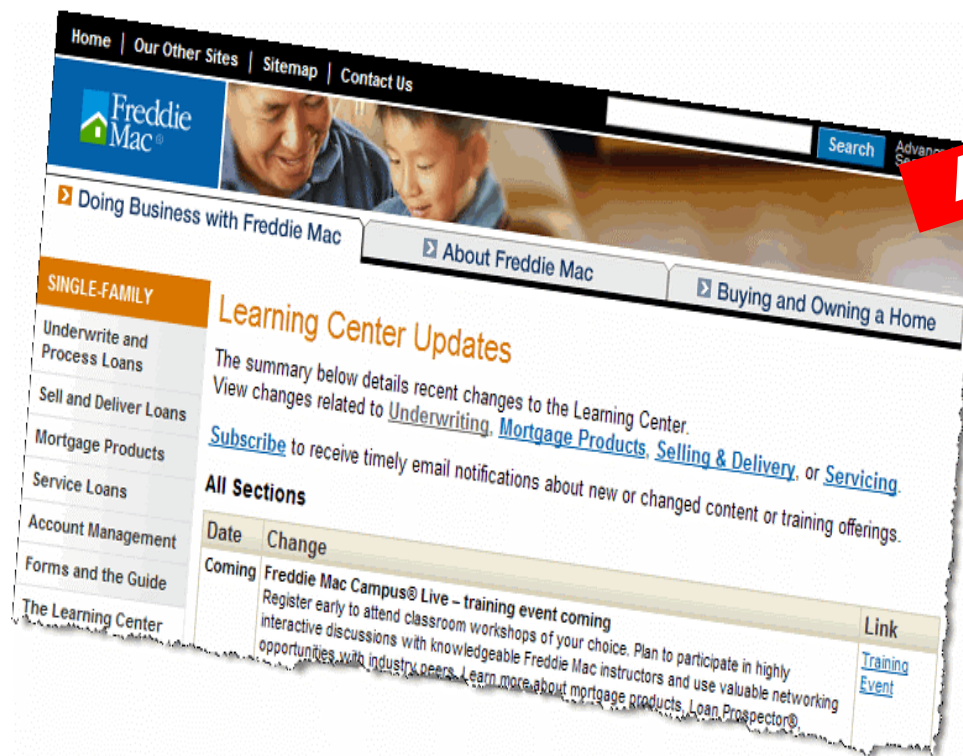 Home | Our Other Sites | Sitemap | Contact Us
Search
Freddie
Mac®
Doing Business with Freddie Mac
About Freddie Mac
Buying and Owning a Home
SINGLE-FAMILY
Underwrite and
Process Loans
Sell and Deliver Loans
Mortgage Products
Service Loans
Account Management
Forms and the Guide
The Learning Center
Learning Center Updates
The summary below details recent changes to the Learning Center.
View changes related to Underwriting, Mortgage Products, Selling & Delivery, or Servicing.
Subscribe to receive timely email notifications about new or changed content or training offerings.
All Sections
Date Change Link
Coming Freddie Mac Campus® Live – training event coming
Register early to attend classroom workshops of your choice. Plan to participate in highly
interactive discussions with knowledgeable Freddie Mac instructors and use valuable networking
opportunities with industry peers. Learn more about mortgage products, Loan Prospector®,
Training
Event